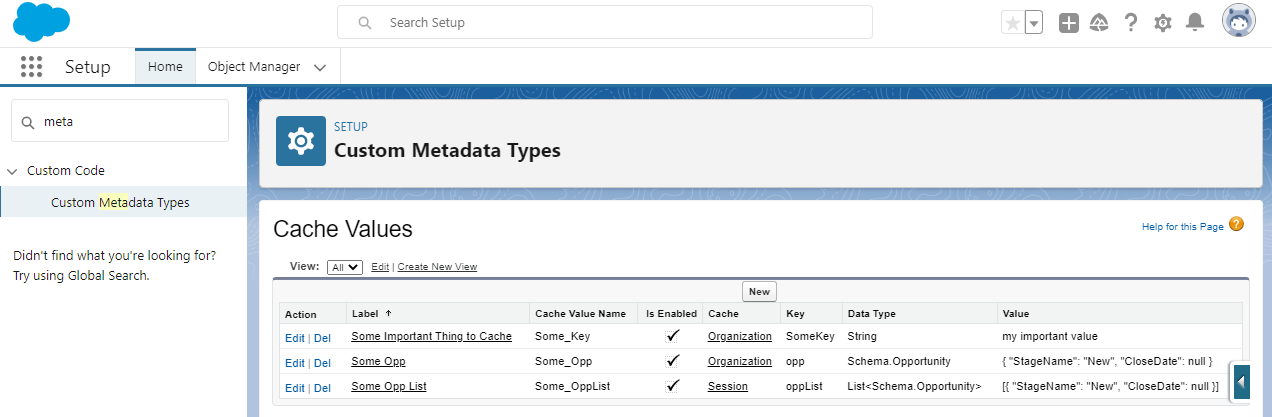 Search Setup
Setup Home Object Manager
meta
Custom Code
Custom Metadata Types
Didn't find what you're looking for?
Try using Global Search.
SETUP
Custom Metadata Types
Cache Values
Help for this Page ?
View: All Edit | Create New View
New
Action Label Cache Value Name Is Enabled Cache Key Data Type Value
Edit | Del Some Important Thing to Cache Some_Key Organization SomeKey String my important value
Edit | Del Some Opp Some_Opp Organization opp Schema.Opportunity { "StageName": "New", "CloseDate": null }
Edit | Del Some Opp List Some_OppList Session oppList List<Schema.Opportunity> [{ "StageName": "New", "CloseDate": null }]